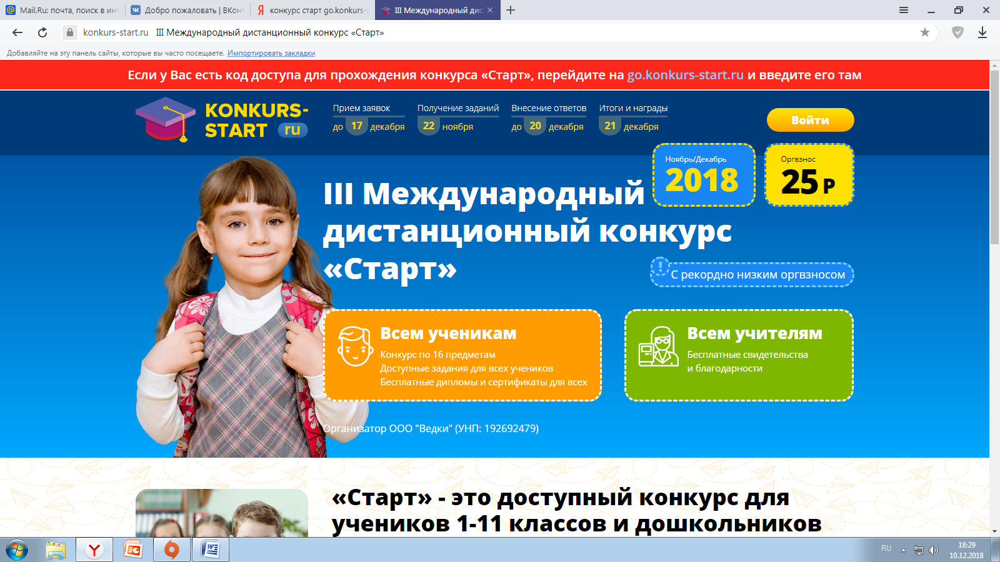 Mail.Ru: почта, поиск в инт
Добро пожаловать | ВКонт
конкурс старт go.konkurs-s
III Международный дис
konkurs-start.ru III Международный дистанционный конкурс «Старт»
Добавляйте на эту панель сайты, которые вы часто посещаете. Импортировать закладки
Если у Вас есть код доступа для прохождения конкурса «Старт», перейдите на go.konkurs-start.ru и введите его там
KONKURS-
START ru
Прием заявок
до 17 декабря
Получение заданий
22 ноября
Внесение ответов
до 20 декабря
Итоги и награды
21 декабря
Войти
Ноябрь/Декабрь
2018
Оргвзнос
25 Р
III Международный
дистанционный конкурс
«Старт»
! С рекордно низким оргвзносом
Всем ученикам
Конкурс по 16 предметам
Доступные задания для всех учеников
Бесплатные дипломы и сертификаты для всех
Всем учителям
Бесплатные свидетельства
и благодарности
Организатор ООО "Ведки" (УНП: 192692479)
«Старт» - это доступный конкурс для
учеников 1-11 классов и дошкольников
RU
18:29
10.12.2018